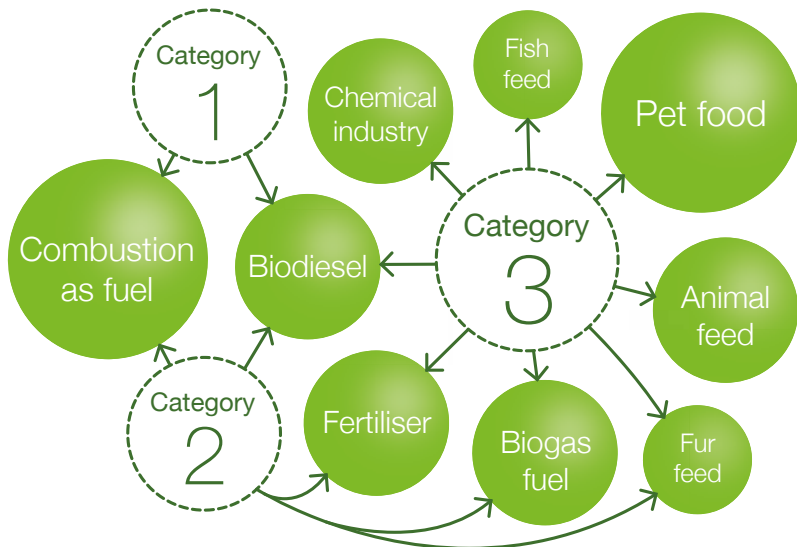 Category
1
Chemical
industry
Fish
feed
Pet food
Combustion
as fuel
Biodiesel
Category
3
Animal
feed
Category
2
Fertiliser
Biogas
fuel
Fur
feed